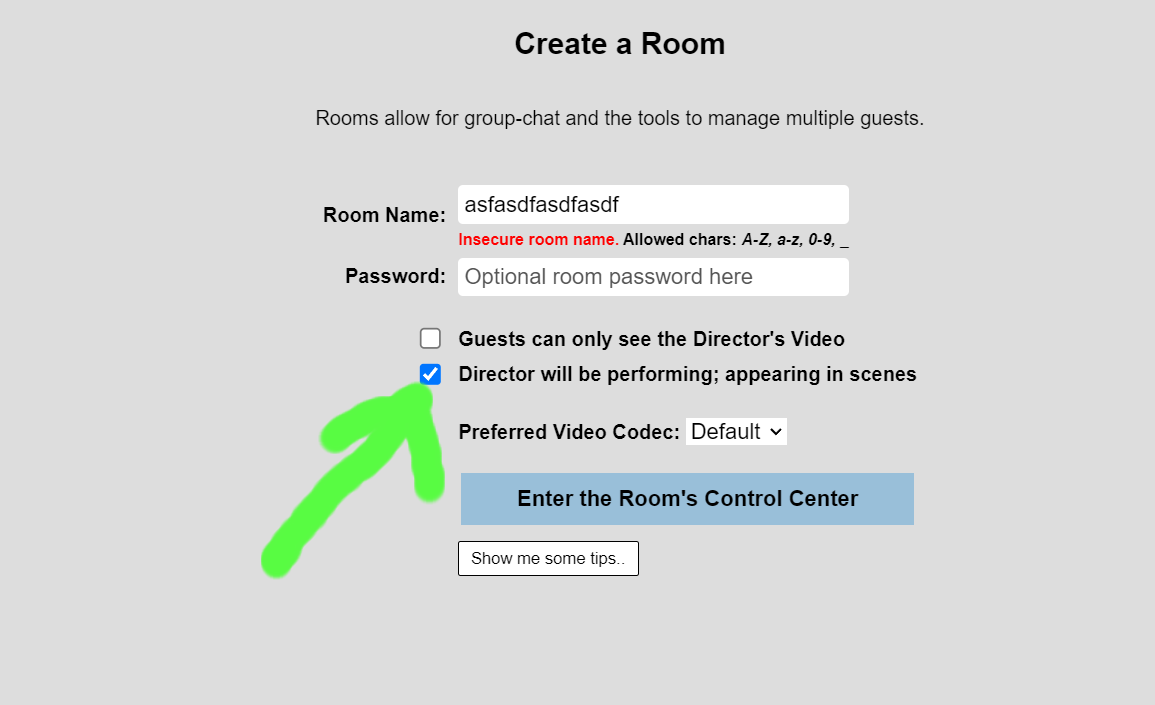 Create a Room
Rooms allow for group-chat and the tools to manage multiple guests.
Room Name: asfasdfasdfasdf
Insecure room name. Allowed chars: A-Z, a-z, 0-9, _
Password: Optional room password here
Guests can only see the Director's Video
Director will be performing; appearing in scenes
Preferred Video Codec: Default
Enter the Room's Control Center
Show me some tips..